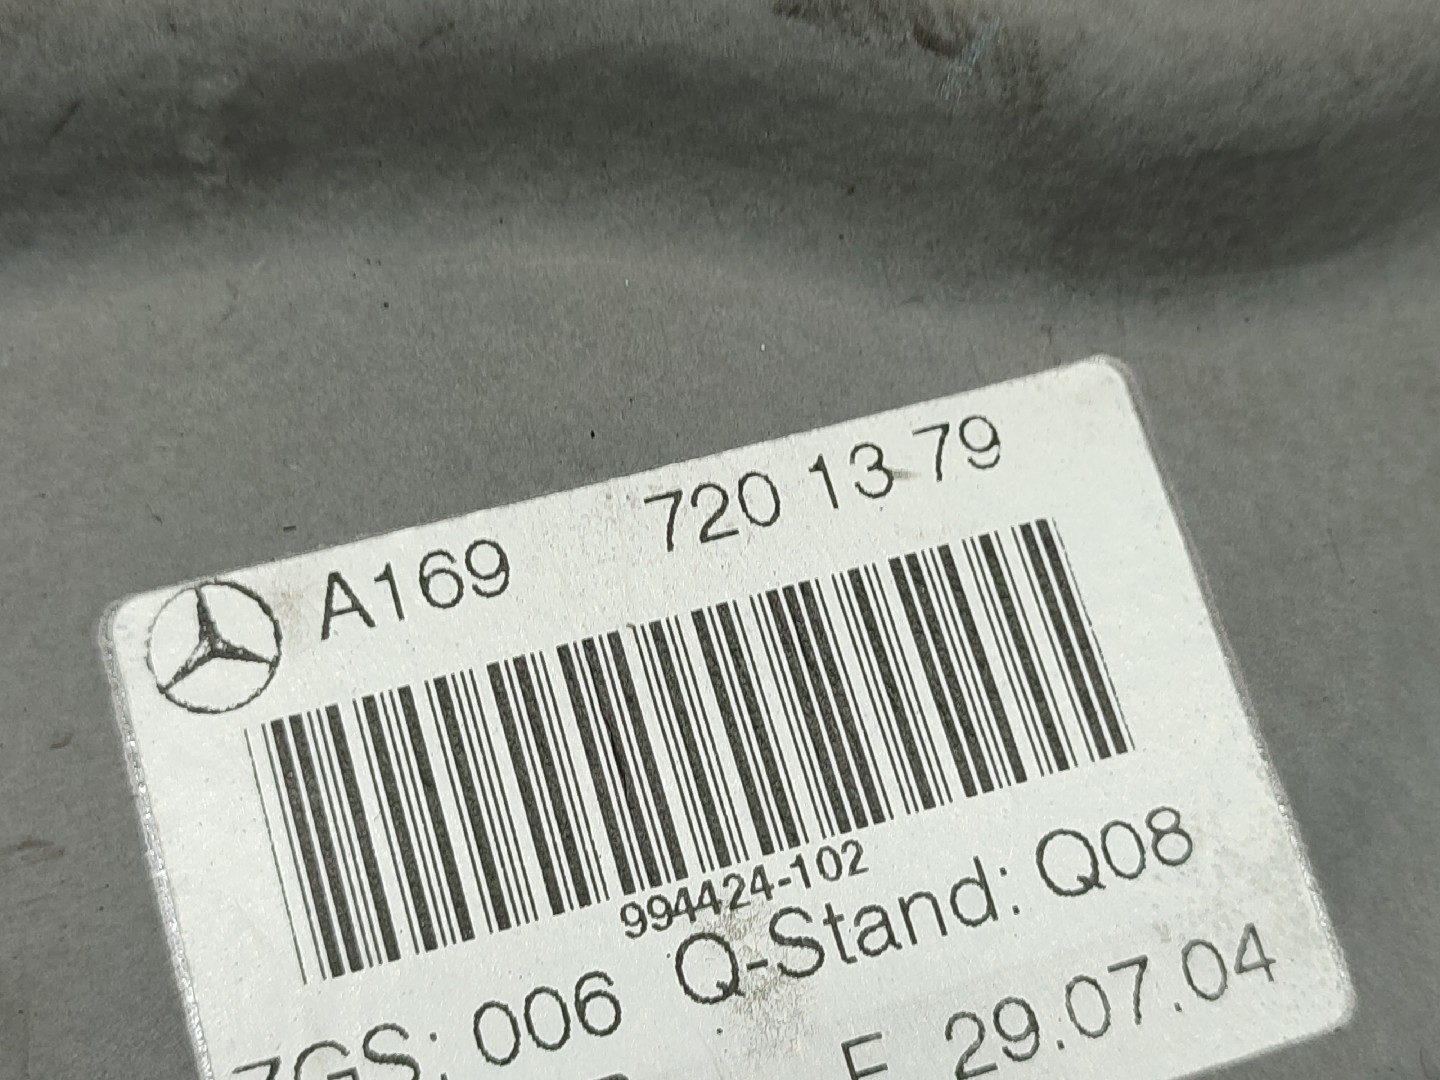 A169 720 13 79
994424-102
ZGS: 006 Q-Stand: Q08
E 29.07.04